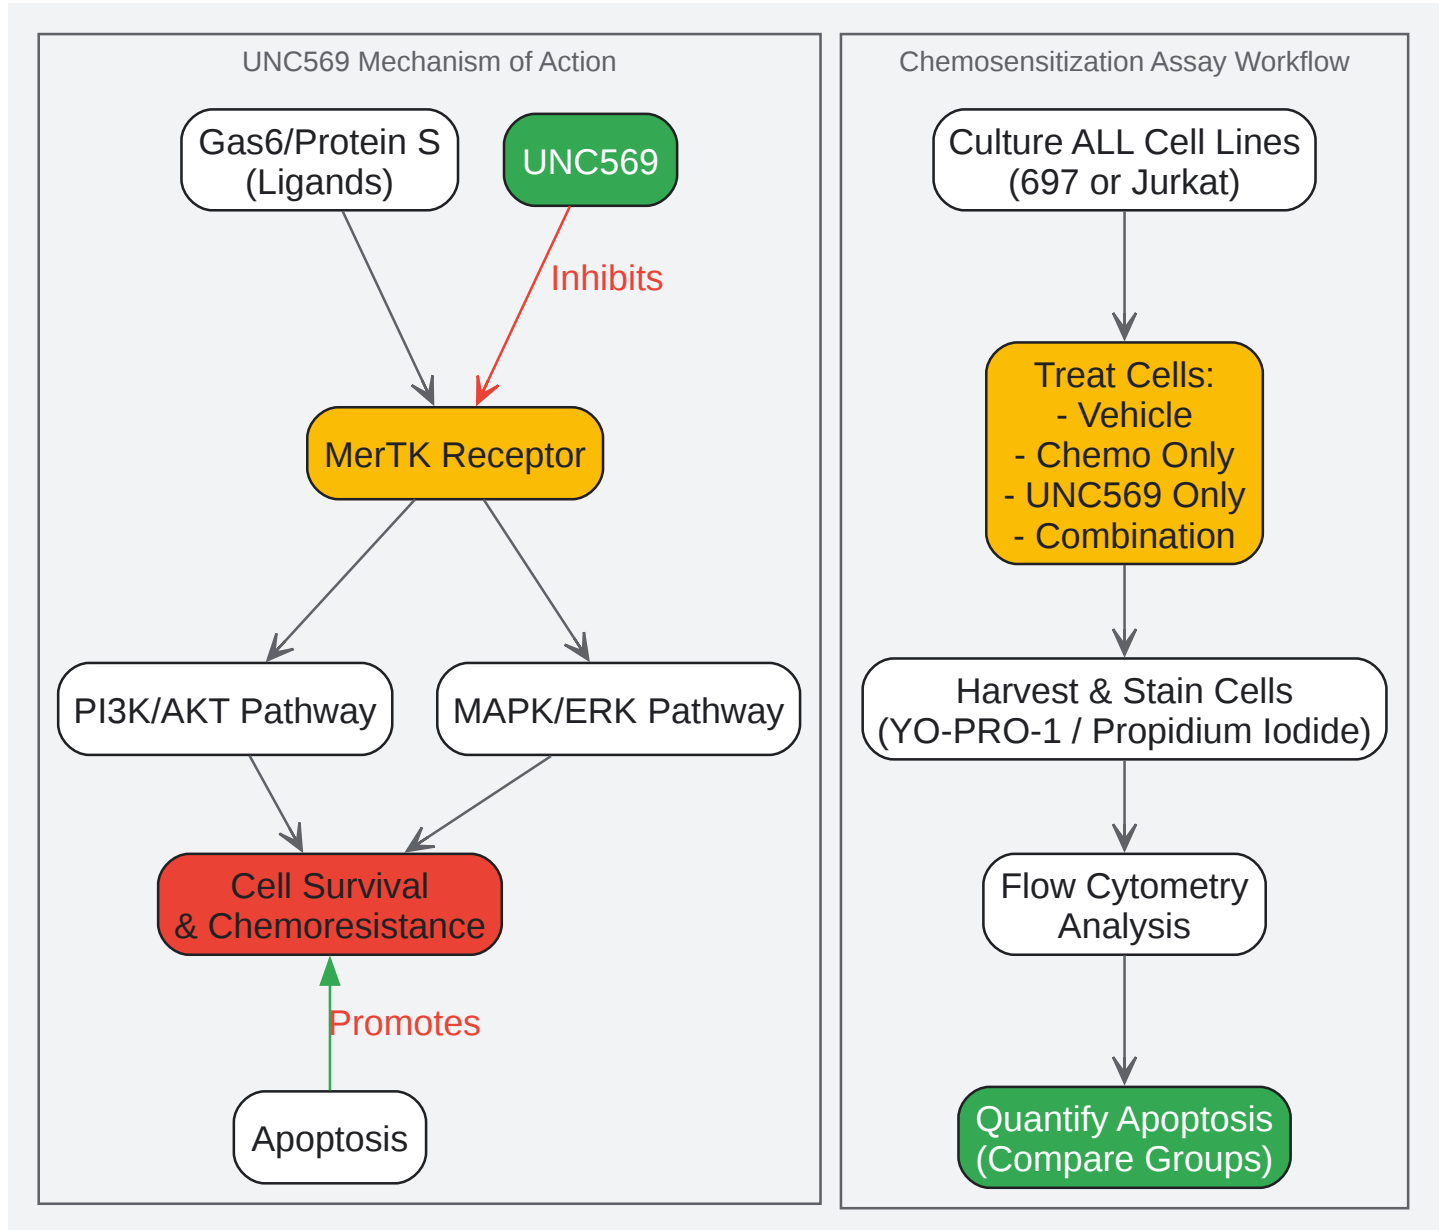 UNC569 Mechanism of Action
Gas6/Protein S
(Ligands)
UNC569
Inhibits
MerTK Receptor
PI3K/AKT Pathway
MAPK/ERK Pathway
Cell Survival
& Chemoresistance
Promotes
Apoptosis
Chemosensitization Assay Workflow
Culture ALL Cell Lines
(697 or Jurkat)
Treat Cells:
- Vehicle
- Chemo Only
- UNC569 Only
- Combination
Harvest & Stain Cells
(YO-PRO-1 / Propidium Iodide)
Flow Cytometry
Analysis
Quantify Apoptosis
(Compare Groups)